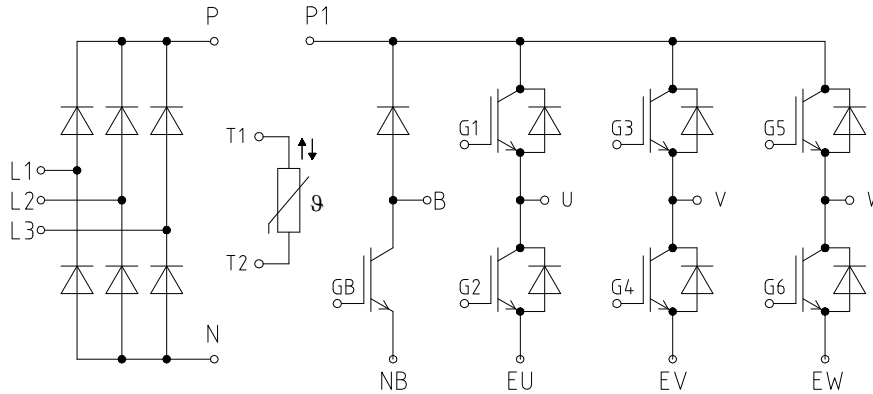 P P1
G1 G3 G5
T1
L1
L2 B U V W
L3 ϑ
T2
GB G2 G4 G6
N
NB EU EV EW